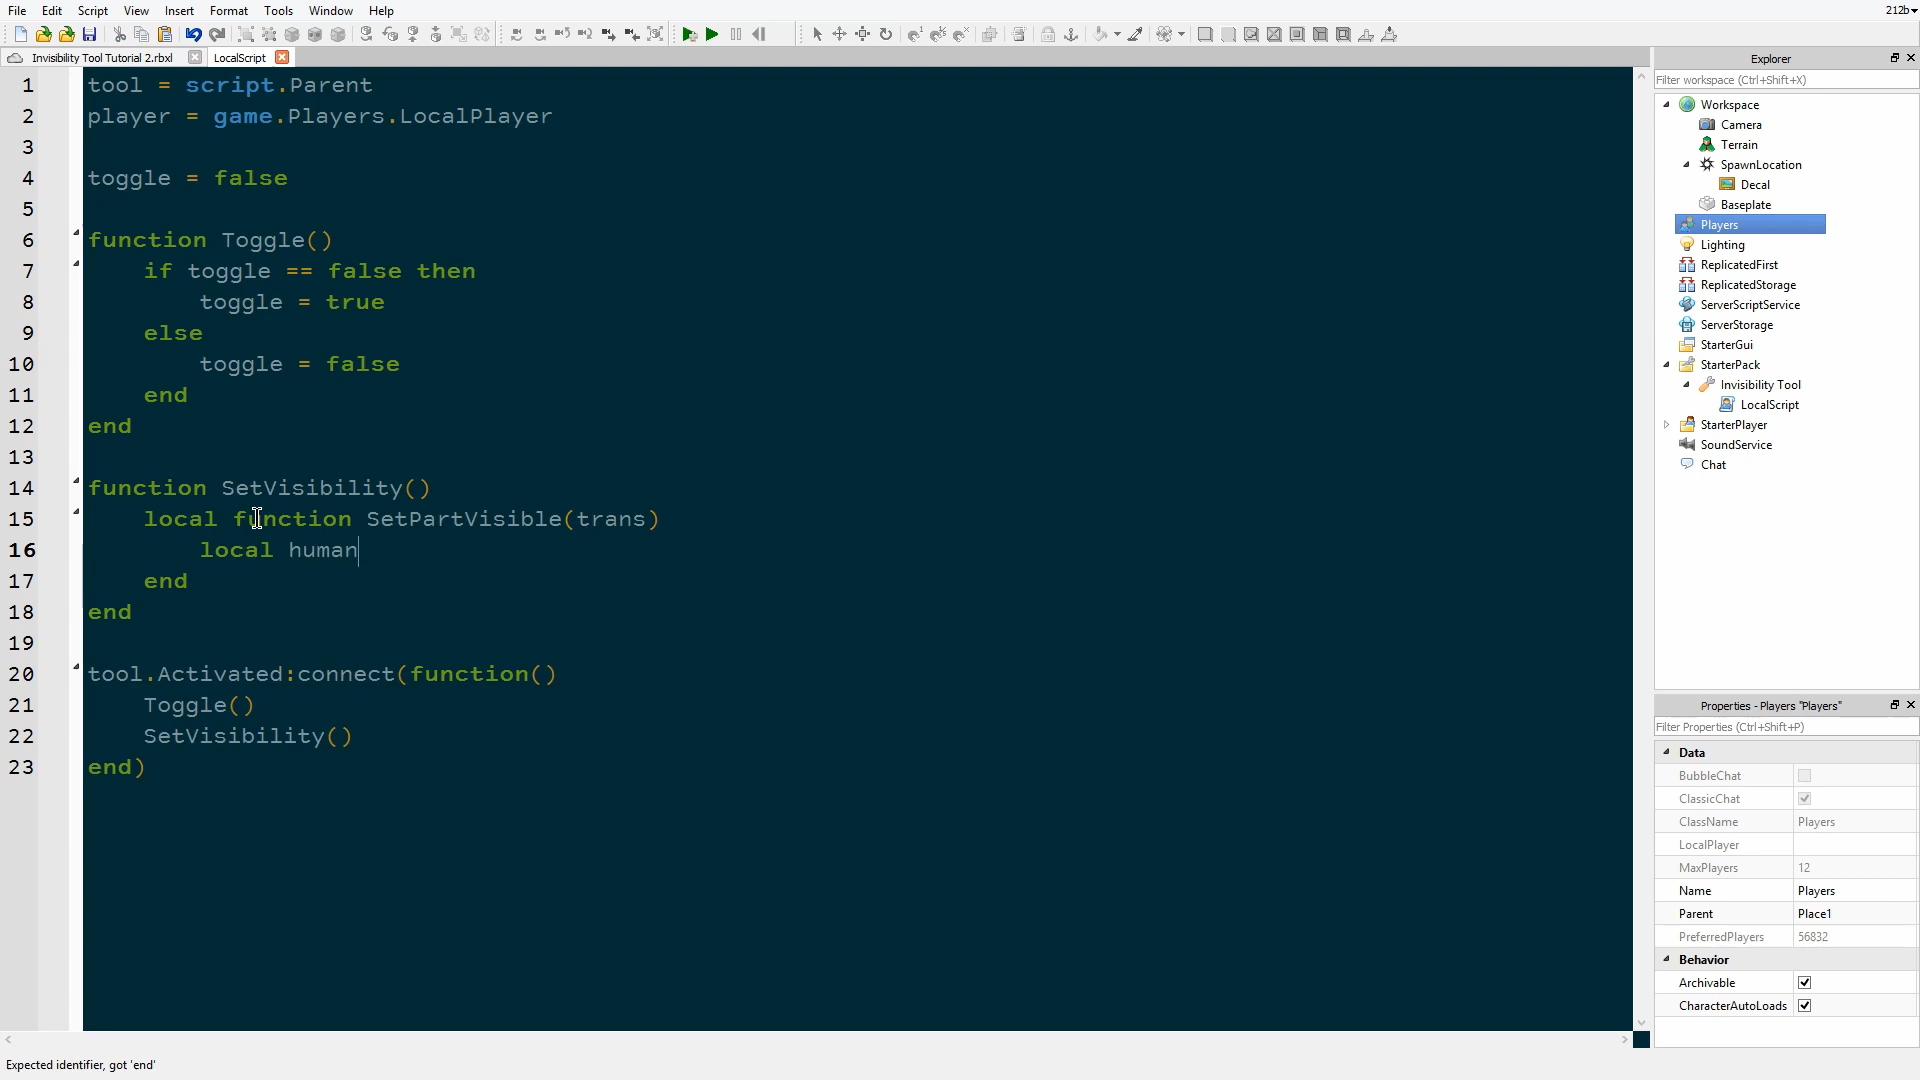 File Edit Script View Insert Format Tools Window Help 212b
Invisibility Tool Tutorial 2.rbxl LocalScript
1 tool = script.Parent
2 player = game.Players.LocalPlayer
3
4 toggle = false
5
6 function Toggle()
7 if toggle == false then
8 toggle = true
9 else
10 toggle = false
11 end
12 end
13
14 function SetVisibility()
15 local function SetPartVisible(trans)
16 local human
17 end
18 end
19
20 tool.Activated:connect(function()
21 Toggle()
22 SetVisibility()
23 end)
Expected identifier, got 'end'
Explorer
Filter workspace (Ctrl+Shift+X)
Workspace
Camera
Terrain
SpawnLocation
Decal
Baseplate
Players
Lighting
ReplicatedFirst
ReplicatedStorage
ServerScriptService
ServerStorage
StarterGui
StarterPack
Invisibility Tool
LocalScript
StarterPlayer
SoundService
Chat
Properties - Players "Players"
Filter Properties (Ctrl+Shift+P)
Data
BubbleChat
ClassicChat
ClassName Players
LocalPlayer
MaxPlayers 12
Name Players
Parent Place1
PreferredPlayers 56832
Behavior
Archivable
CharacterAutoLoads